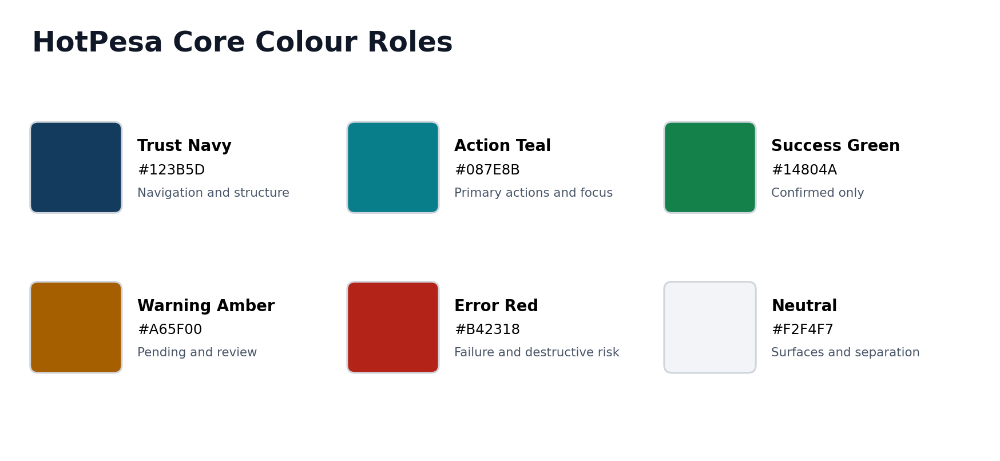 HotPesa Core Colour Roles
Trust Navy
#123B5D
Navigation and structure
Action Teal
#087E8B
Primary actions and focus
Success Green
#14804A
Confirmed only
Warning Amber
#A65F00
Pending and review
Error Red
#B42318
Failure and destructive risk
Neutral
#F2F4F7
Surfaces and separation